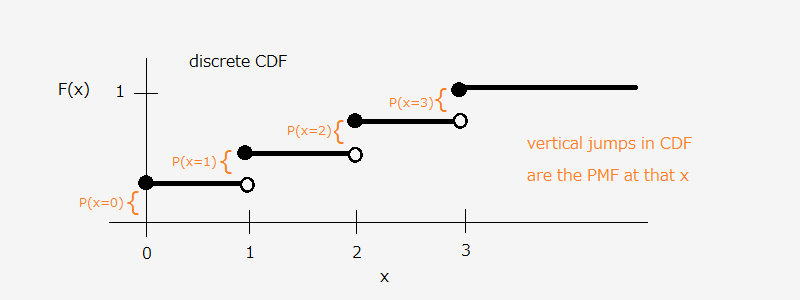 discrete CDF
F(x)
1
P(x=3){
P(x=2){
P(x=1){
P(x=0){
vertical jumps in CDF
are the PMF at that x
0
1
2
3
x